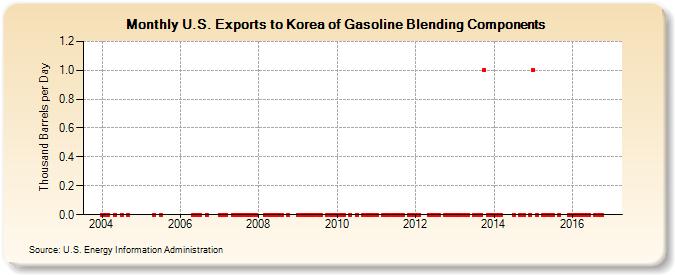 Monthly U.S. Exports to Korea of Gasoline Blending Components
Thousand Barrels per Day
1.2
1.0
0.8
0.6
0.4
0.2
0.0
2004 2006 2008 2010 2012 2014 2016
Source: U.S. Energy Information Administration